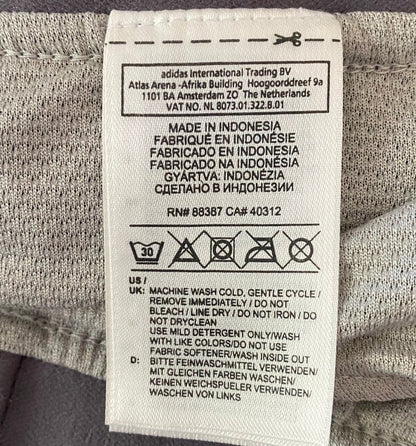 adidas International Trading BV
Atlas Arena -Afrika Building Hoogoorddreef 9a
1101 BA Amsterdam ZO The Netherlands
VAT NO. NL 8073.01.322.B.01
MADE IN INDONESIA
FABRIQUÉ EN INDONÉSIE
FABRICADO EN INDONESIA
FABRICADO NA INDONÉSIA
GYÁRTVA: INDONÉZIA
СДЕЛАНО В ИНДОНЕЗИИ
RN# 88387 CA# 40312
30
US /
UK: MACHINE WASH COLD, GENTLE CYCLE /
REMOVE IMMEDIATELY / DO NOT
BLEACH / LINE DRY / DO NOT IRON / DO
NOT DRYCLEAN
USE MILD DETERGENT ONLY/WASH
WITH LIKE COLORS/DO NOT USE
FABRIC SOFTENER/WASH INSIDE OUT
D: BITTE FEINWASCHMITTEL VERWENDEN/
MIT GLEICHEN FARBEN WASCHEN/
KEINEN WEICHSPUELER VERWENDEN/
WASCHEN VON LINKS